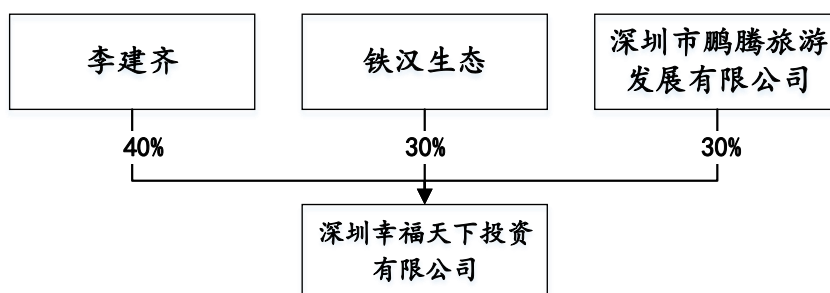 李建齐
铁汉生态
深圳市鹏腾旅游
发展有限公司
40%
30%
30%
深圳幸福天下投资
有限公司